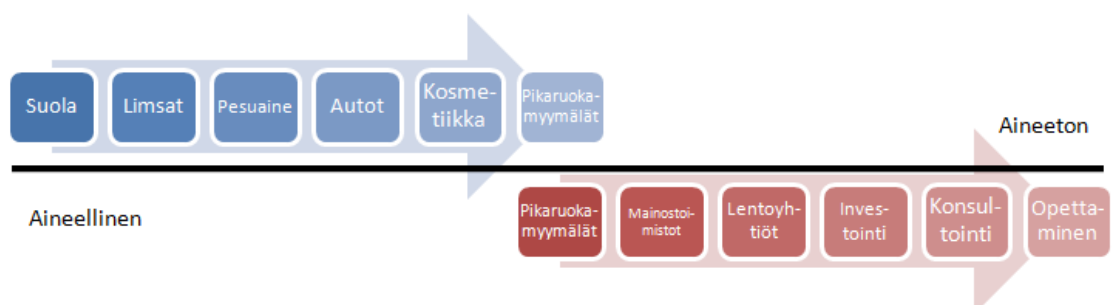 Suola
Limsat
Pesuaine
Autot
Kosme-
tiikka
Pikaruoka-
myymälät
Aineeton
Aineellinen
Pikaruoka-
myymälät
Mainostoi-
mistot
Lentoyh-
tiöt
Inves-
tointi
Konsul-
tointi
Opetta-
minen